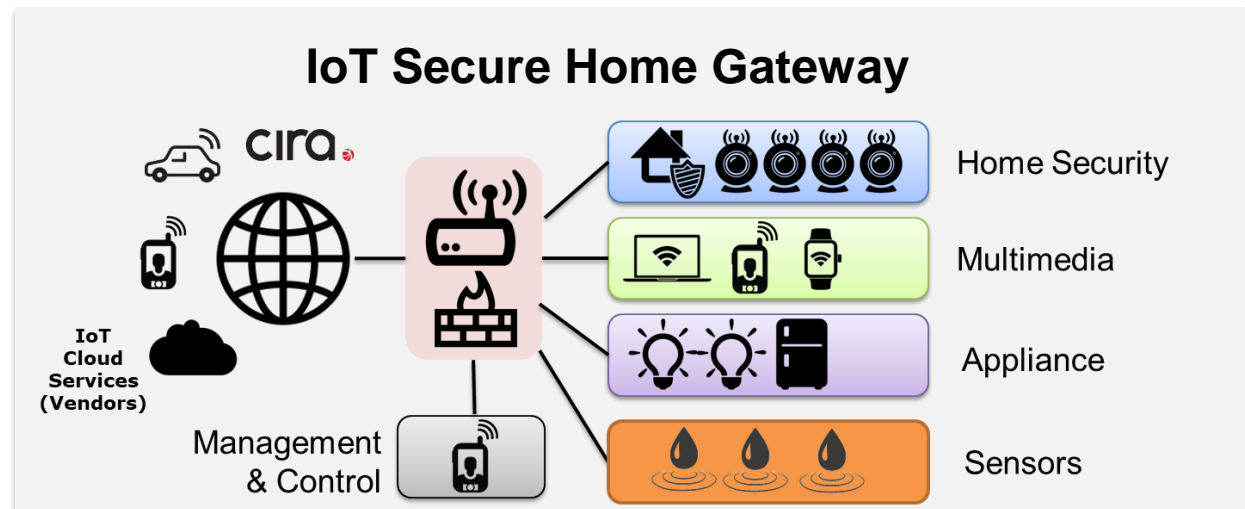 IoT Secure Home Gateway
cira
Home Security
Multimedia
IoT
Cloud
Services
(Vendors)
Appliance
Management
& Control
Sensors